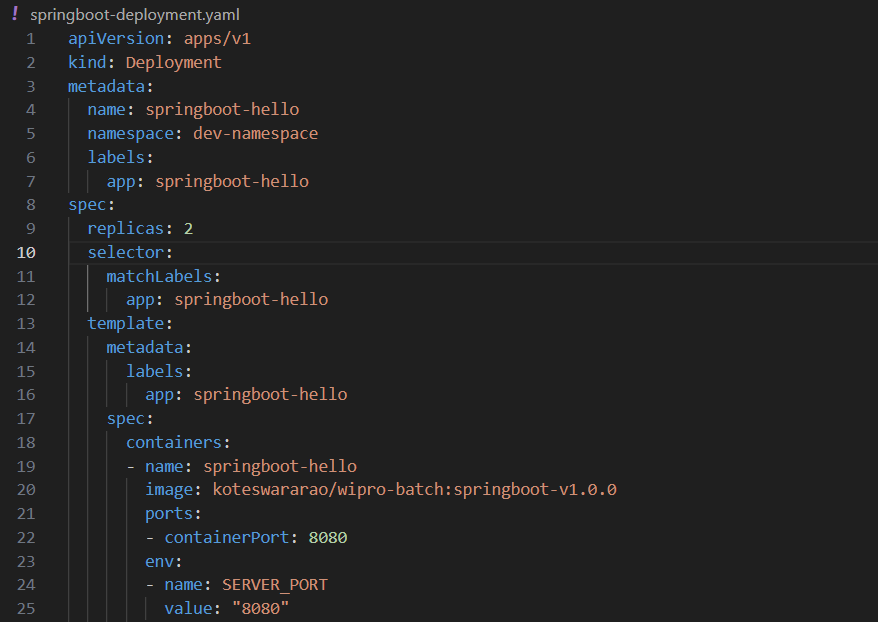 ! springboot-deployment.yaml
1 apiVersion: apps/v1
2 kind: Deployment
3 metadata:
4   name: springboot-hello
5   namespace: dev-namespace
6   labels:
7     app: springboot-hello
8 spec:
9   replicas: 2
10   selector:
11     matchLabels:
12       app: springboot-hello
13   template:
14     metadata:
15       labels:
16         app: springboot-hello
17     spec:
18       containers:
19       - name: springboot-hello
20         image: koteswararao/wipro-batch:springboot-v1.0.0
21         ports:
22         - containerPort: 8080
23         env:
24         - name: SERVER_PORT
25           value: "8080"